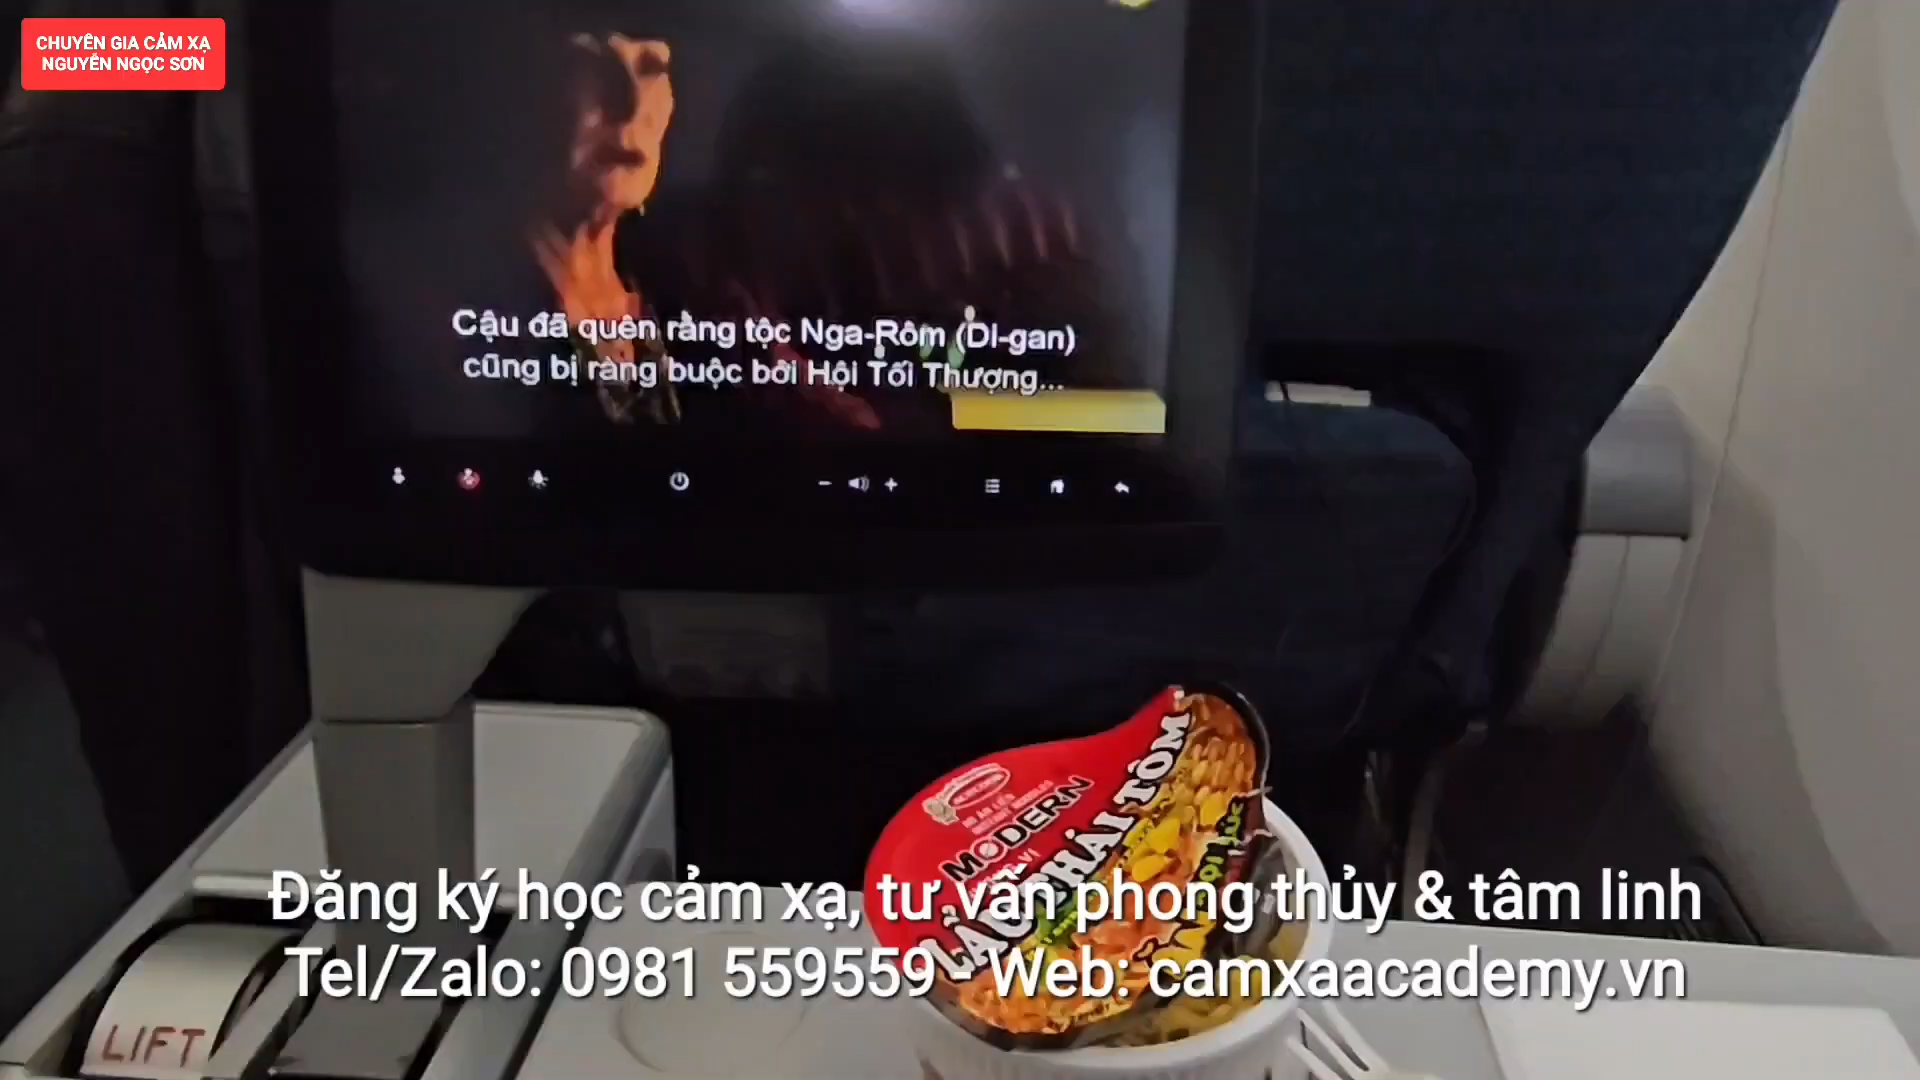 CHUYÊN GIA CẢM XẠ
NGUYỄN NGỌC SƠN
Cậu đã quên rằng tộc Nga-Rôm (Di-gan)
cũng bị ràng buộc bởi Hội Tối Thượng...
MODERN
LẨU THÁI TÔM
Đăng ký học cảm xạ, tư vấn phong thủy & tâm linh
Tel/Zalo: 0981 559559 - Web: camxaacademy.vn
LIFT